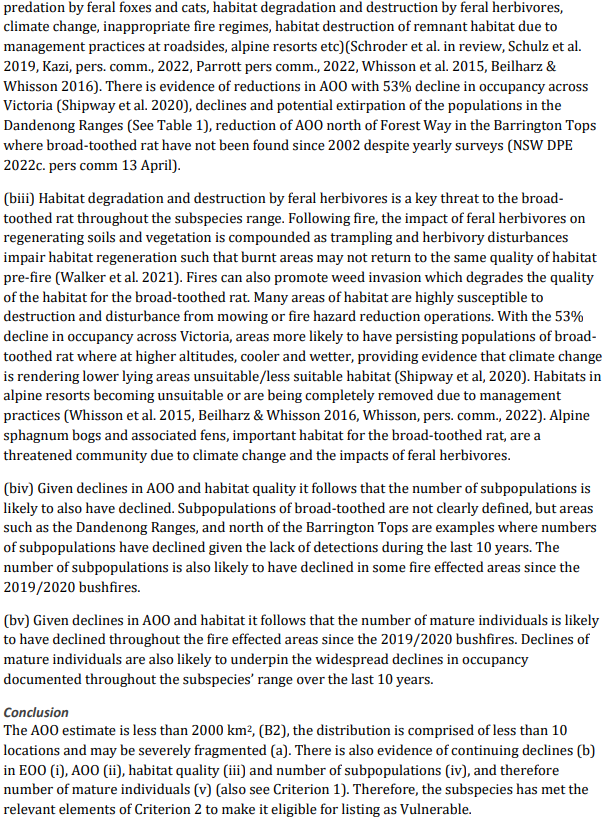 predation by feral foxes and cats, habitat degradation and destruction by feral herbivores,
climate change, inappropriate fire regimes, habitat destruction of remnant habitat due to
management practices at roadsides, alpine resorts etc)(Schroder et al. in review, Schulz et al.
2019, Kazi, pers. comm., 2022, Parrott pers comm., 2022, Whisson et al. 2015, Beilharz &
Whisson 2016). There is evidence of reductions in AOO with 53% decline in occupancy across
Victoria (Shipway et al. 2020), declines and potential extirpation of the populations in the
Dandenong Ranges (See Table 1), reduction of AOO north of Forest Way in the Barrington Tops
where broad-toothed rat have not been found since 2002 despite yearly surveys (NSW DPE
2022c. pers comm 13 April).
(biii) Habitat degradation and destruction by feral herbivores is a key threat to the broad-
toothed rat throughout the subspecies range. Following fire, the impact of feral herbivores on
regenerating soils and vegetation is compounded as trampling and herbivory disturbances
impair habitat regeneration such that burnt areas may not return to the same quality of habitat
pre-fire (Walker et al. 2021). Fires can also promote weed invasion which degrades the quality
of the habitat for the broad-toothed rat. Many areas of habitat are highly susceptible to
destruction and disturbance from mowing or fire hazard reduction operations. With the 53%
decline in occupancy across Victoria, areas more likely to have persisting populations of broad-
toothed rat where at higher altitudes, cooler and wetter, providing evidence that climate change
is rendering lower lying areas unsuitable/less suitable habitat (Shipway et al, 2020). Habitats in
alpine resorts becoming unsuitable or are being completely removed due to management
practices (Whisson et al. 2015, Beilharz & Whisson 2016, Whisson, pers. comm., 2022). Alpine
sphagnum bogs and associated fens, important habitat for the broad-toothed rat, are a
threatened community due to climate change and the impacts of feral herbivores.
(biv) Given declines in AOO and habitat quality it follows that the number of subpopulations is
likely to also have declined. Subpopulations of broad-toothed are not clearly defined, but areas
such as the Dandenong Ranges, and north of the Barrington Tops are examples where numbers
of subpopulations have declined given the lack of detections during the last 10 years. The
number of subpopulations is also likely to have declined in some fire effected areas since the
2019/2020 bushfires.
(bv) Given declines in AOO and habitat it follows that the number of mature individuals is likely
to have declined throughout the fire effected areas since the 2019/2020 bushfires. Declines of
mature individuals are also likely to underpin the widespread declines in occupancy
documented throughout the subspecies' range over the last 10 years.
Conclusion
The AOO estimate is less than 2000 km², (B2), the distribution is comprised of less than 10
locations and may be severely fragmented (a). There is also evidence of continuing declines (b)
in EOO (i), AOO (ii), habitat quality (iii) and number of subpopulations (iv), and therefore
number of mature individuals (v) (also see Criterion 1). Therefore, the subspecies has met the
relevant elements of Criterion 2 to make it eligible for listing as Vulnerable.